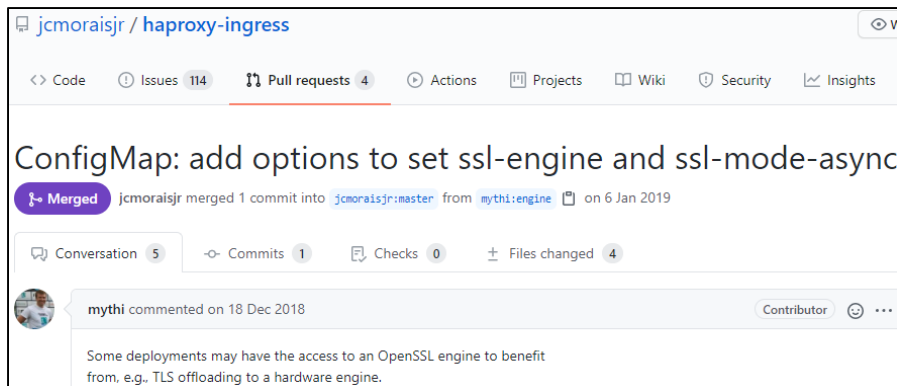 jcmoraisjr / haproxy-ingress
Code Issues 114 Pull requests 4 Actions Projects Wiki Security Insights
ConfigMap: add options to set ssl-engine and ssl-mode-async
Merged jcmoraisjr merged 1 commit into jcmoraisjr:master from mythi:engine on 6 Jan 2019
Conversation 5 Commits 1 Checks 0 Files changed 4
mythi commented on 18 Dec 2018 Contributor
Some deployments may have the access to an OpenSSL engine to benefit
from, e.g., TLS offloading to a hardware engine.